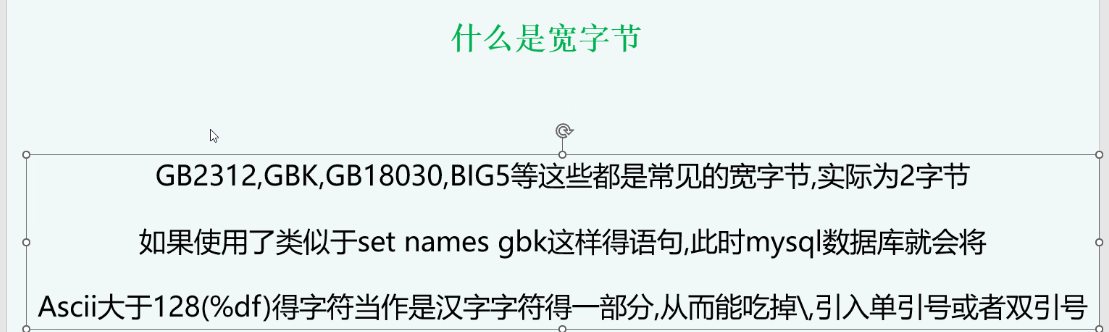 什么是宽字节
GB2312,GBK,GB18030,BIG5等这些都是常见的宽字节,实际为2字节
如果使用了类似于set names gbk这样得语句,此时mysql数据库就会将
Ascii大于128(%df)得字符当作是汉字字符得一部分,从而能吃掉\,引入单引号或者双引号